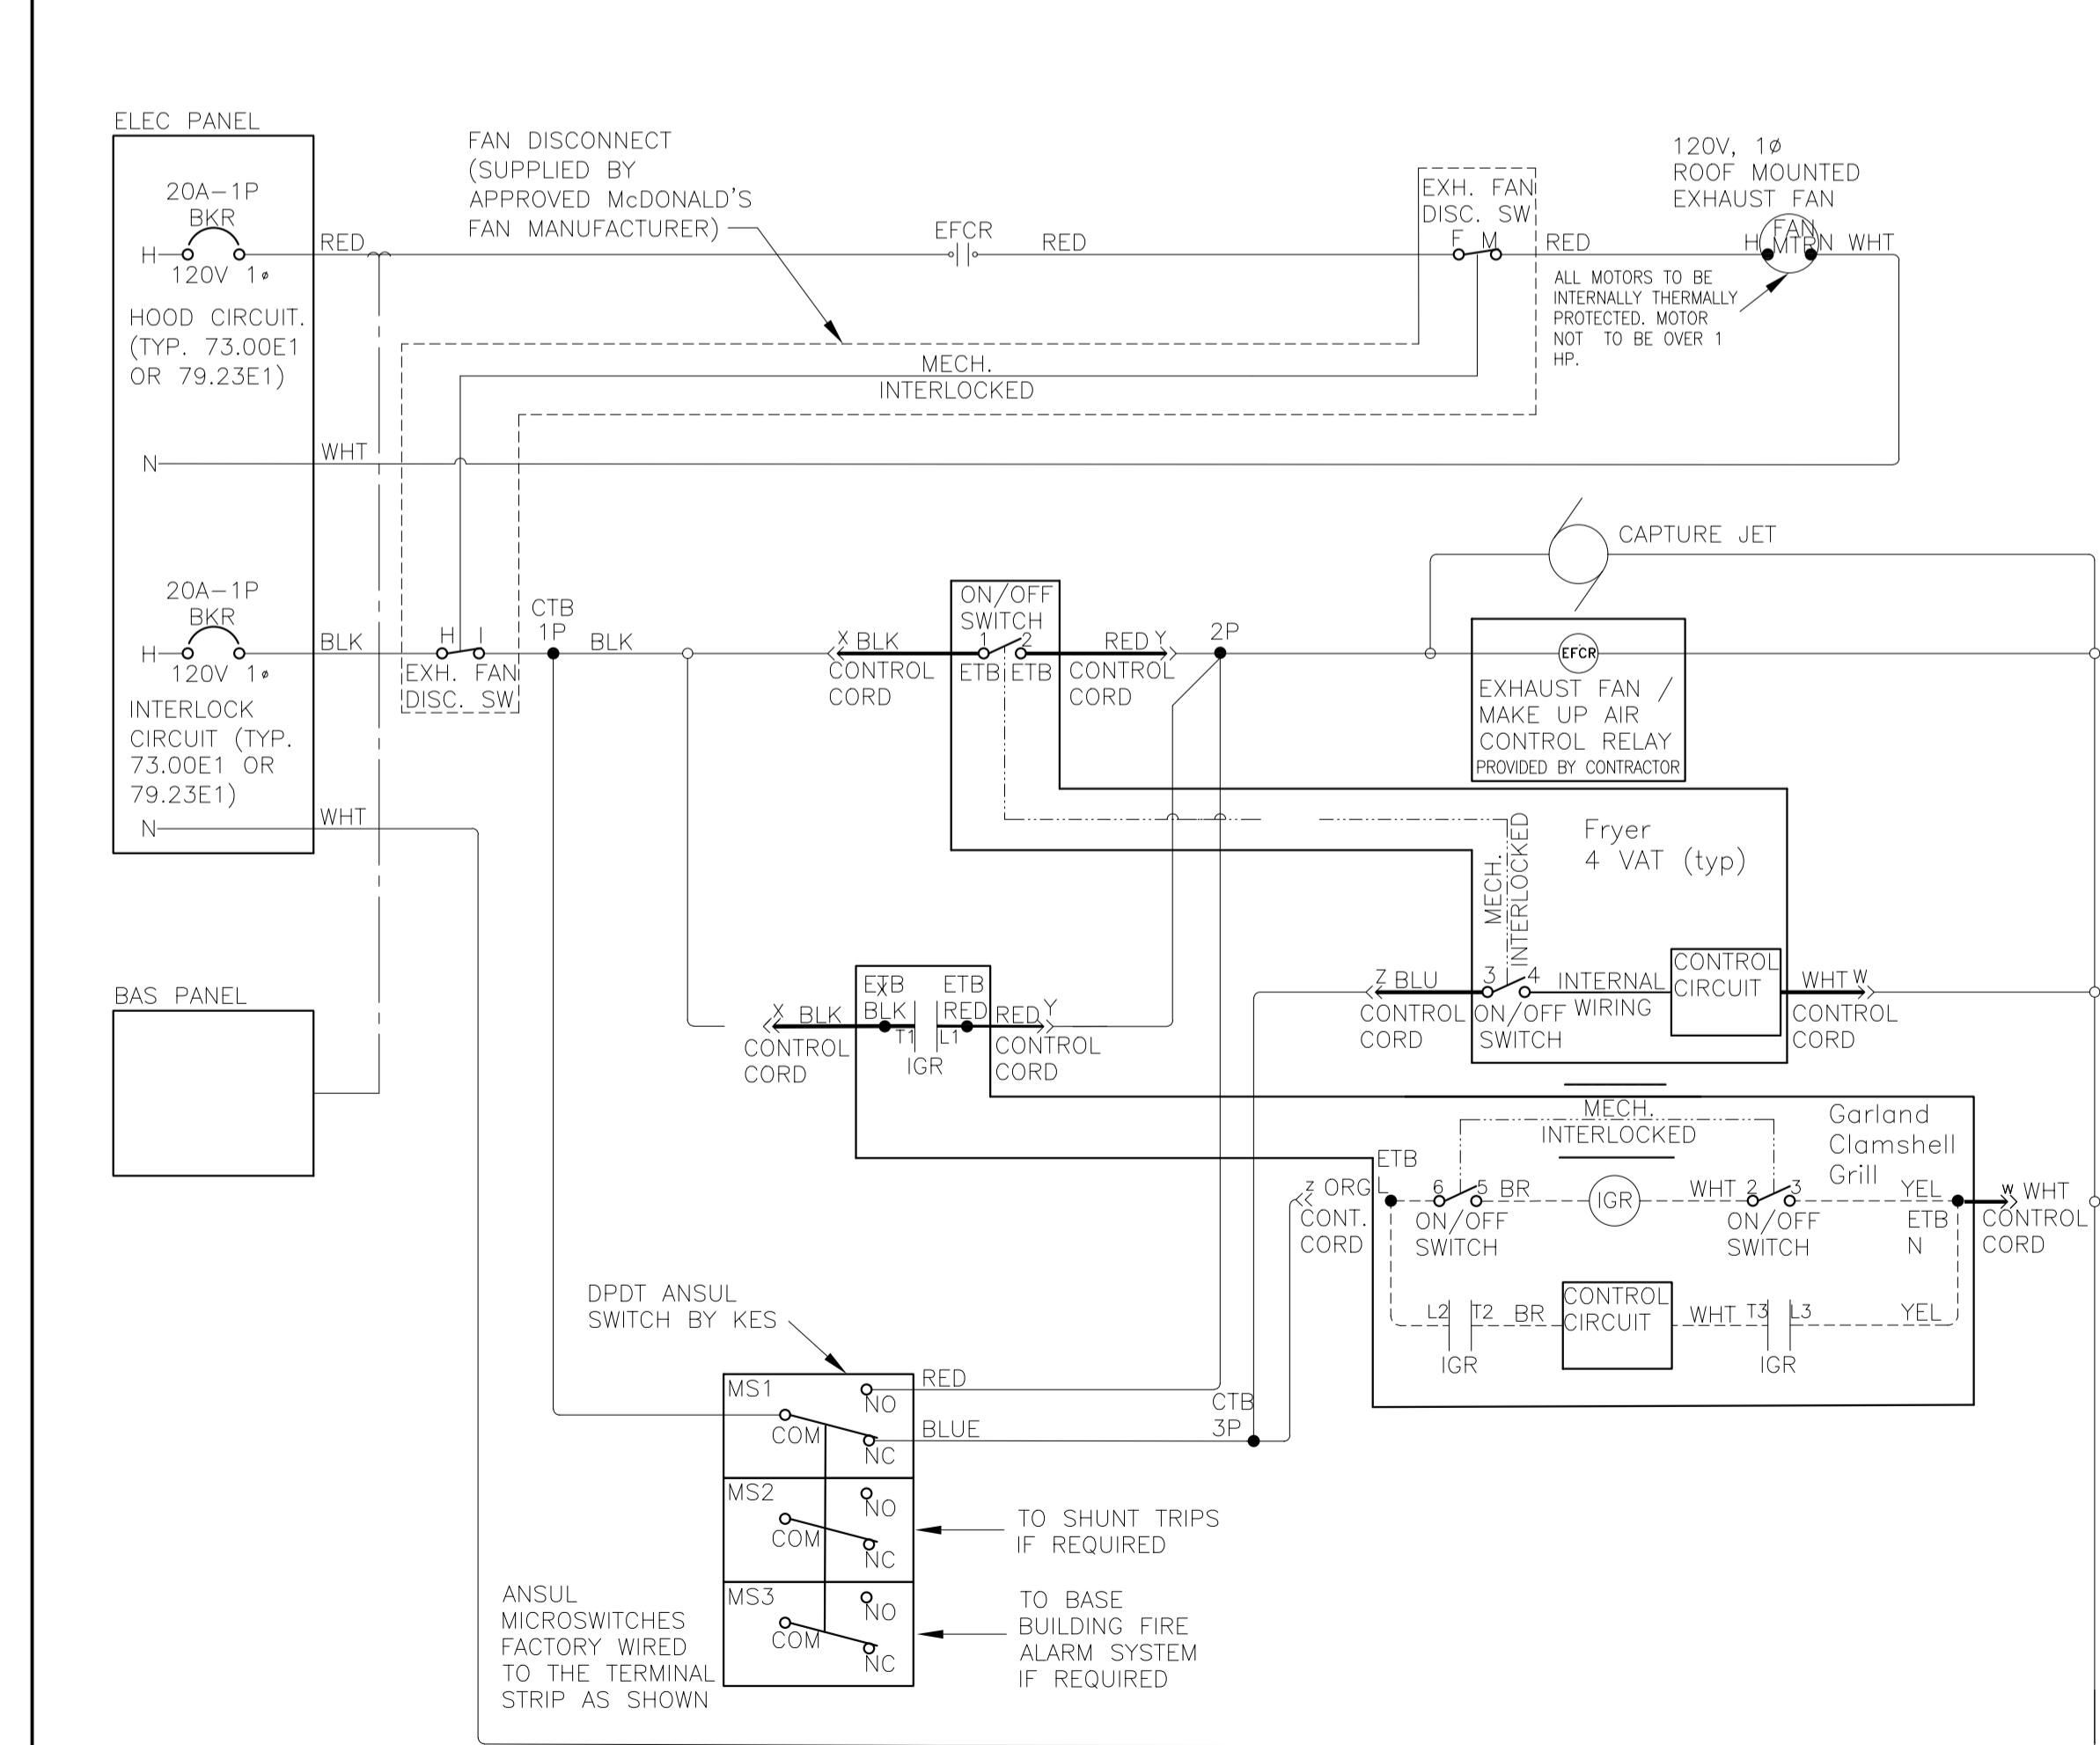 ELEC PANEL
20A-1P
BKR
H
120V 1ø
HOOD CIRCUIT.
(TYP. 73.00E1
OR 79.23E1)
N
RED
WHT
FAN DISCONNECT
(SUPPLIED BY
APPROVED McDONALD'S
FAN MANUFACTURER)
EFCR
RED
EXH. FAN
DISC. SW
F M
RED
120V, 1ø
ROOF MOUNTED
EXHAUST FAN
FAN
H MTR N WHT
ALL MOTORS TO BE
INTERNALLY THERMALLY
PROTECTED. MOTOR
NOT TO BE OVER 1
HP.
MECH.
INTERLOCKED
CAPTURE JET
20A-1P
BKR
H
120V 1ø
INTERLOCK
CIRCUIT (TYP.
73.00E1 OR
79.23E1)
N
BLK
WHT
H I
EXH. FAN
DISC. SW
CTB
1P
BLK
X BLK
CONTROL
CORD
ON/OFF
SWITCH
1 2
ETB ETB
RED Y
CONTROL
CORD
2P
EFCR
EXHAUST FAN /
MAKE UP AIR
CONTROL RELAY
PROVIDED BY CONTRACTOR
Fryer
4 VAT (typ)
MECH.
INTERLOCKED
Z BLU
CONTROL
CORD
3 4
ON/OFF
SWITCH
INTERNAL
WIRING
CONTROL
CIRCUIT
WHT W
CONTROL
CORD
BAS PANEL
X BLK
CONTROL
CORD
ETB
X
BLK
T1
ETB
RED
L1
IGR
RED Y
CONTROL
CORD
MECH.
INTERLOCKED
Garland
Clamshell
Grill
ETB
L
Z ORG
CONT.
CORD
6 5 BR
ON/OFF
SWITCH
IGR
WHT 2 3
ON/OFF
SWITCH
YEL
ETB
N
W WHT
CONTROL
CORD
L2 T2 BR
IGR
CONTROL
CIRCUIT
WHT T3 L3
IGR
YEL
DPDT ANSUL
SWITCH BY KES
MS1
NO
COM
NC
RED
BLUE
CTB
3P
MS2
NO
COM
NC
TO SHUNT TRIPS
IF REQUIRED
MS3
NO
COM
NC
TO BASE
BUILDING FIRE
ALARM SYSTEM
IF REQUIRED
ANSUL
MICROSWITCHES
FACTORY WIRED
TO THE TERMINAL
STRIP AS SHOWN